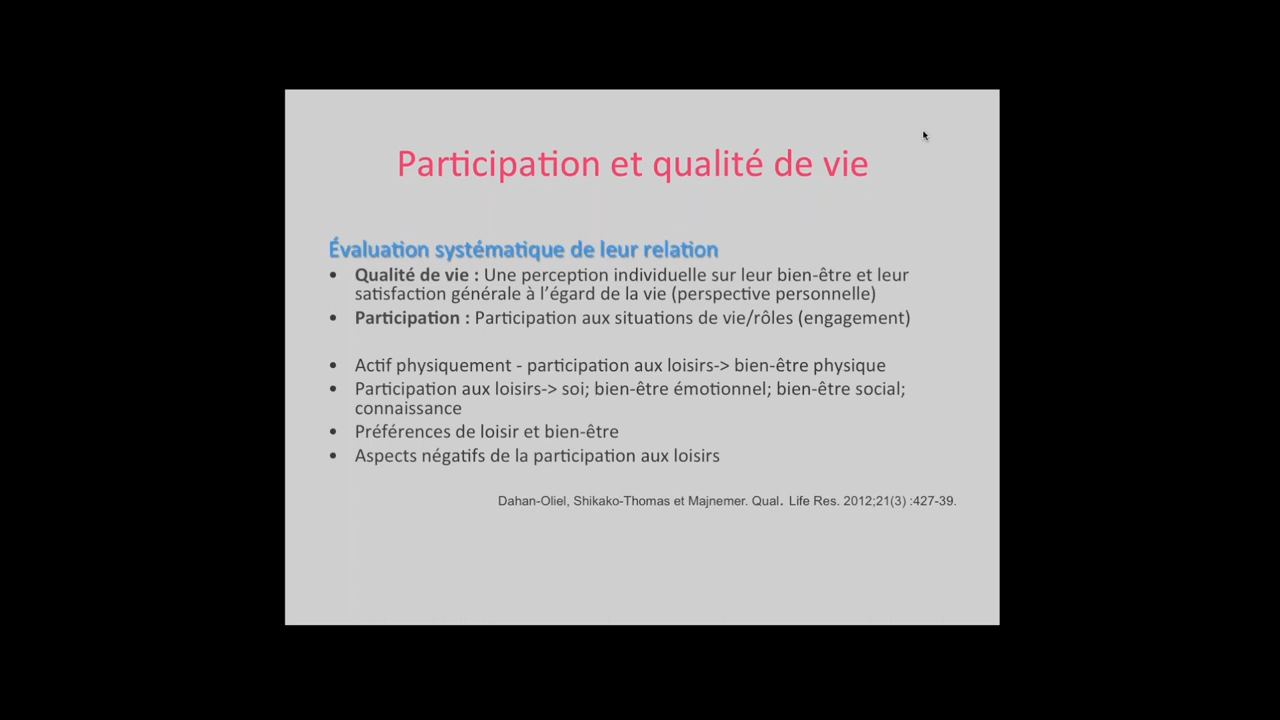 Participation et qualité de vie
Évaluation systématique de leur relation
• Qualité de vie : Une perception individuelle sur leur bien-être et leur
satisfaction générale à l'égard de la vie (perspective personnelle)
• Participation : Participation aux situations de vie/rôles (engagement)
• Actif physiquement - participation aux loisirs-> bien-être physique
• Participation aux loisirs-> soi; bien-être émotionnel; bien-être social;
connaissance
• Préférences de loisir et bien-être
• Aspects négatifs de la participation aux loisirs
Dahan-Oliel, Shikako-Thomas et Majnemer. Qual. Life Res. 2012;21(3) :427-39.